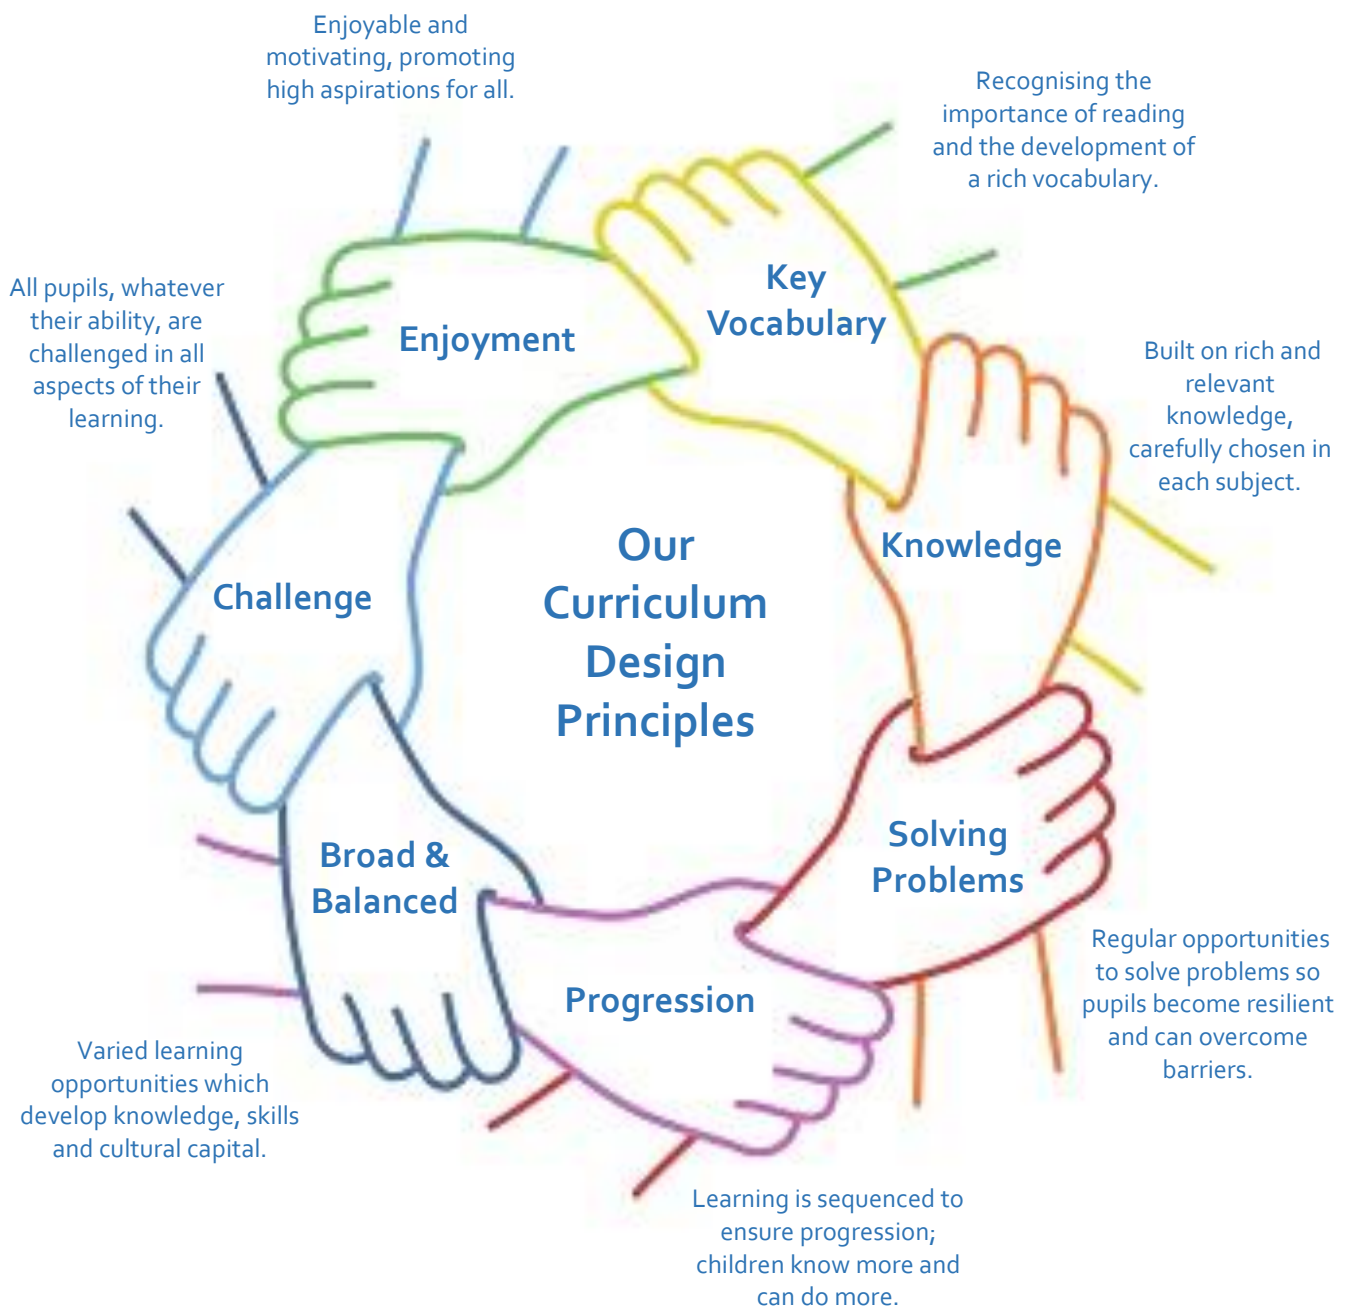 Enjoyable and
motivating, promoting
high aspirations for all.
Recognising the
importance of reading
and the development of
a rich vocabulary.
Key
Vocabulary
Enjoyment
All pupils, whatever
their ability, are
challenged in all
aspects of their
learning.
Built on rich and
relevant
knowledge,
carefully chosen in
each subject.
Knowledge
Challenge
Our
Curriculum
Design
Principles
Solving
Problems
Broad &
Balanced
Progression
Regular opportunities
to solve problems so
pupils become resilient
and can overcome
barriers.
Varied learning
opportunities which
develop knowledge, skills
and cultural capital.
Learning is sequenced to
ensure progression;
children know more and
can do more.